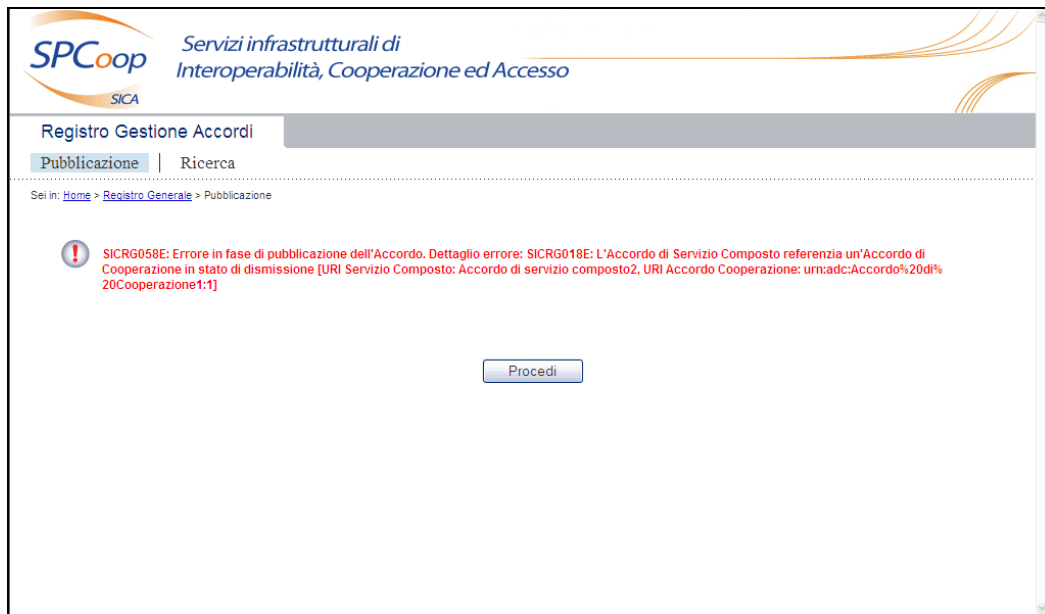 SPCoop
SICA
Servizi infrastrutturali di
Interoperabilità, Cooperazione ed Accesso
Registro Gestione Accordi
Pubblicazione | Ricerca
Sei in: Home > Registro Generale > Pubblicazione
SICRG058E: Errore in fase di pubblicazione dell'Accordo. Dettaglio errore: SICRG018E: L'Accordo di Servizio Composto referenzia un'Accordo di
Cooperazione in stato di dismissione [URI Servizio Composto: Accordo di servizio composto2, URI Accordo Cooperazione: urn:adc:Accordo%20di%
20Cooperazione1:1]
Procedi